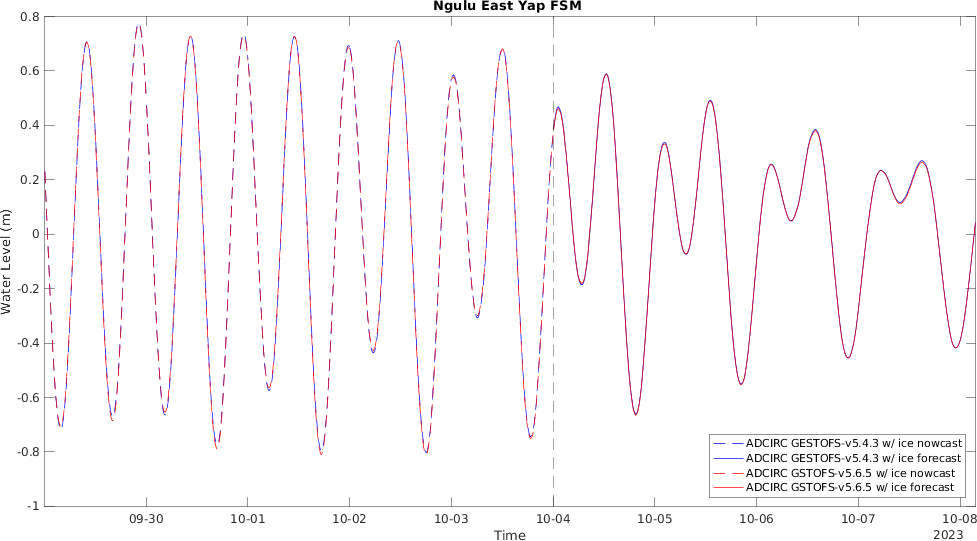 Ngulu East Yap FSM
0.8
0.6
0.4
0.2
0
-0.2
-0.4
-0.6
-0.8
-1
Water Level (m)
09-30
10-01
10-02
10-03
10-04
10-05
10-06
10-07
10-08
2023
Time
ADCIRC GESTOFS-v5.4.3 w/ ice nowcast
ADCIRC GESTOFS-v5.4.3 w/ ice forecast
ADCIRC GSTOFS-v5.6.5 w/ ice nowcast
ADCIRC GSTOFS-v5.6.5 w/ ice forecast